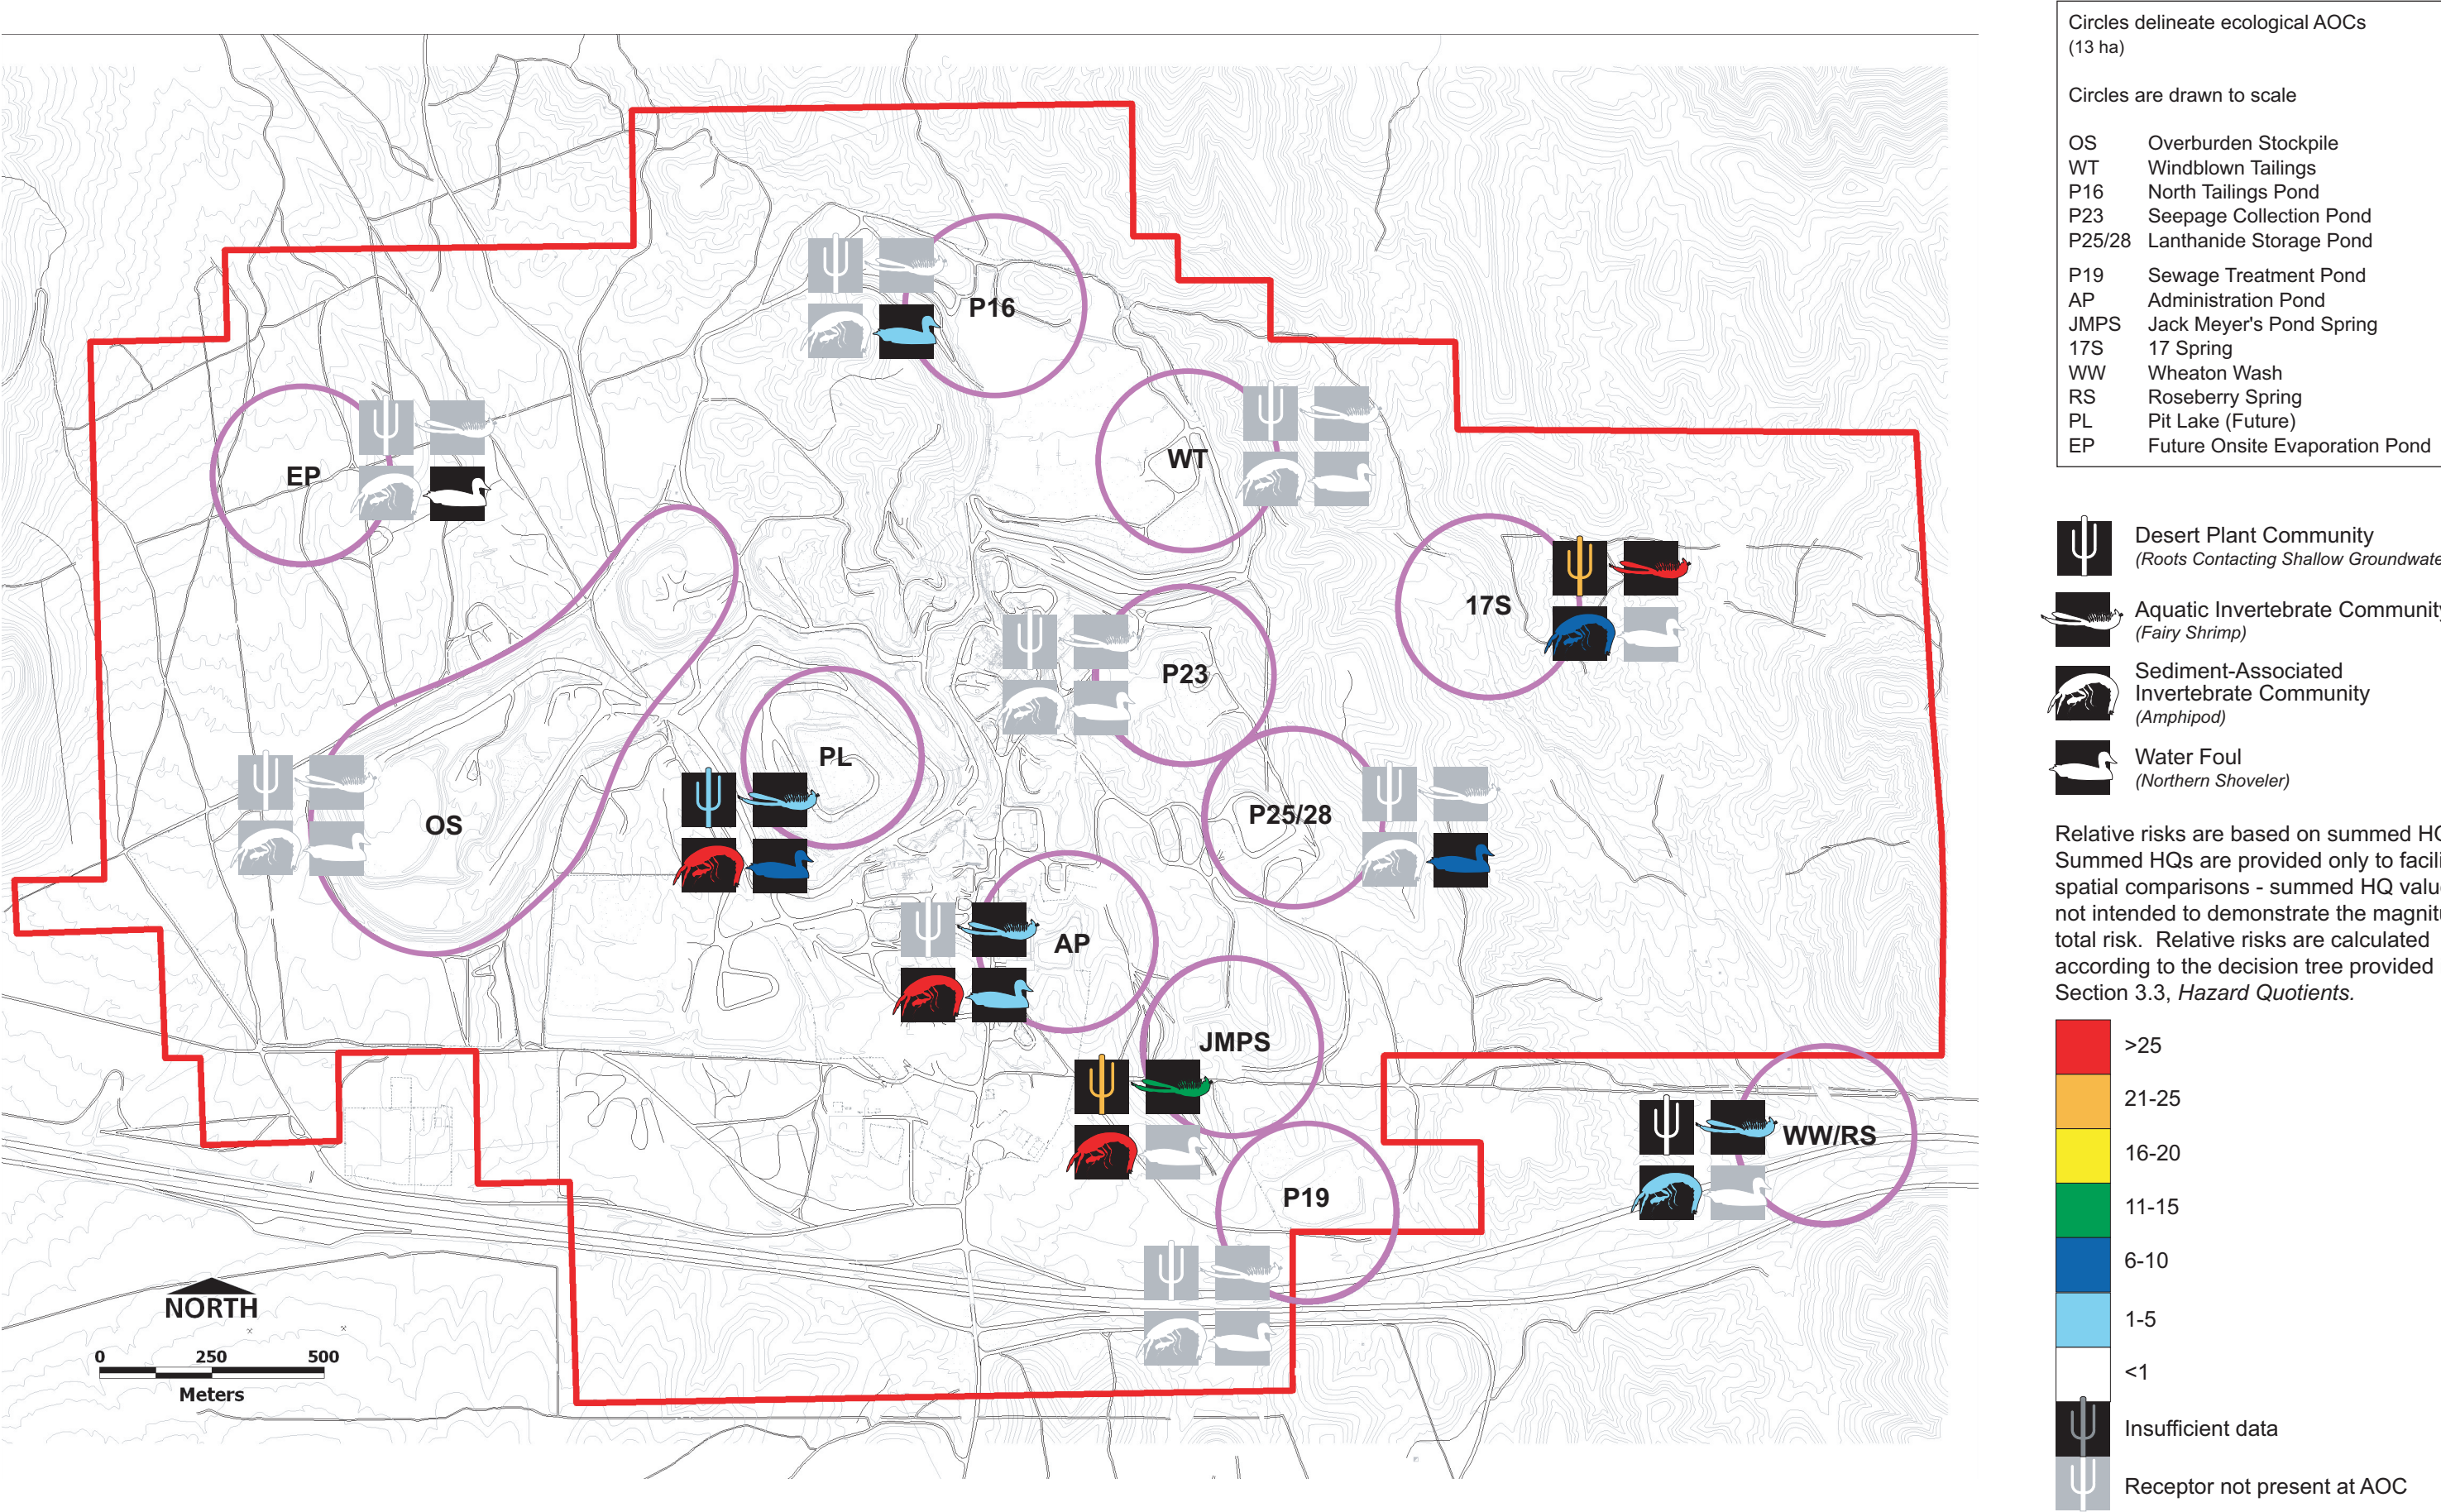 Circles delineate ecological AOCs
(13 ha)
Circles are drawn to scale
OS Overburden Stockpile
WT Windblown Tailings
P16 North Tailings Pond
P23 Seepage Collection Pond
P25/28 Lanthanide Storage Pond
P19 Sewage Treatment Pond
AP Administration Pond
JMPS Jack Meyer's Pond Spring
17S 17 Spring
WW Wheaton Wash
RS Roseberry Spring
PL Pit Lake (Future)
EP Future Onsite Evaporation Pond
Desert Plant Community
(Roots Contacting Shallow Groundwate
Aquatic Invertebrate Community
(Fairy Shrimp)
Sediment-Associated
Invertebrate Community
(Amphipod)
Water Foul
(Northern Shoveler)
Relative risks are based on summed HQ
Summed HQs are provided only to facili
spatial comparisons - summed HQ valu
not intended to demonstrate the magnitu
total risk. Relative risks are calculated
according to the decision tree provided
Section 3.3, Hazard Quotients.
>25
21-25
16-20
11-15
6-10
1-5
<1
Insufficient data
Receptor not present at AOC
P16
WT
EP
17S
P23
PL
P25/28
OS
AP
JMPS
WW/RS
P19
NORTH
0 250 500
Meters